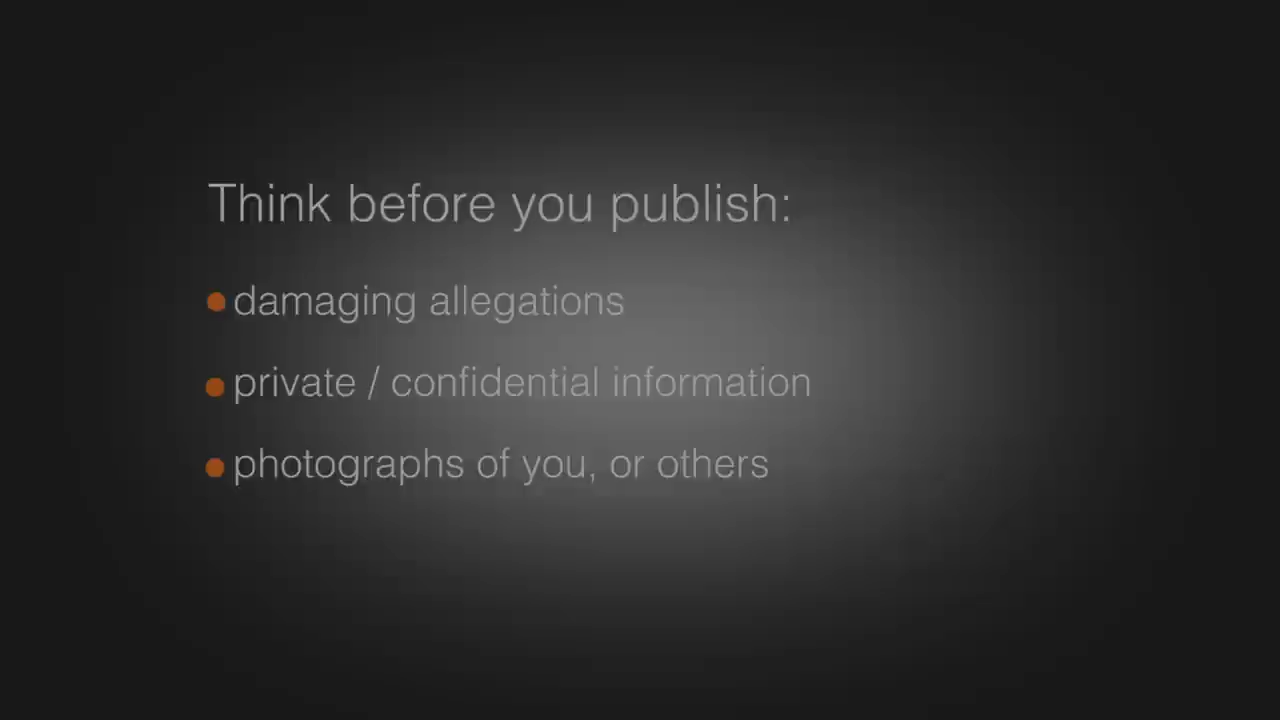 Think before you publish:
damaging allegations
private / confidential information
photographs of you, or others